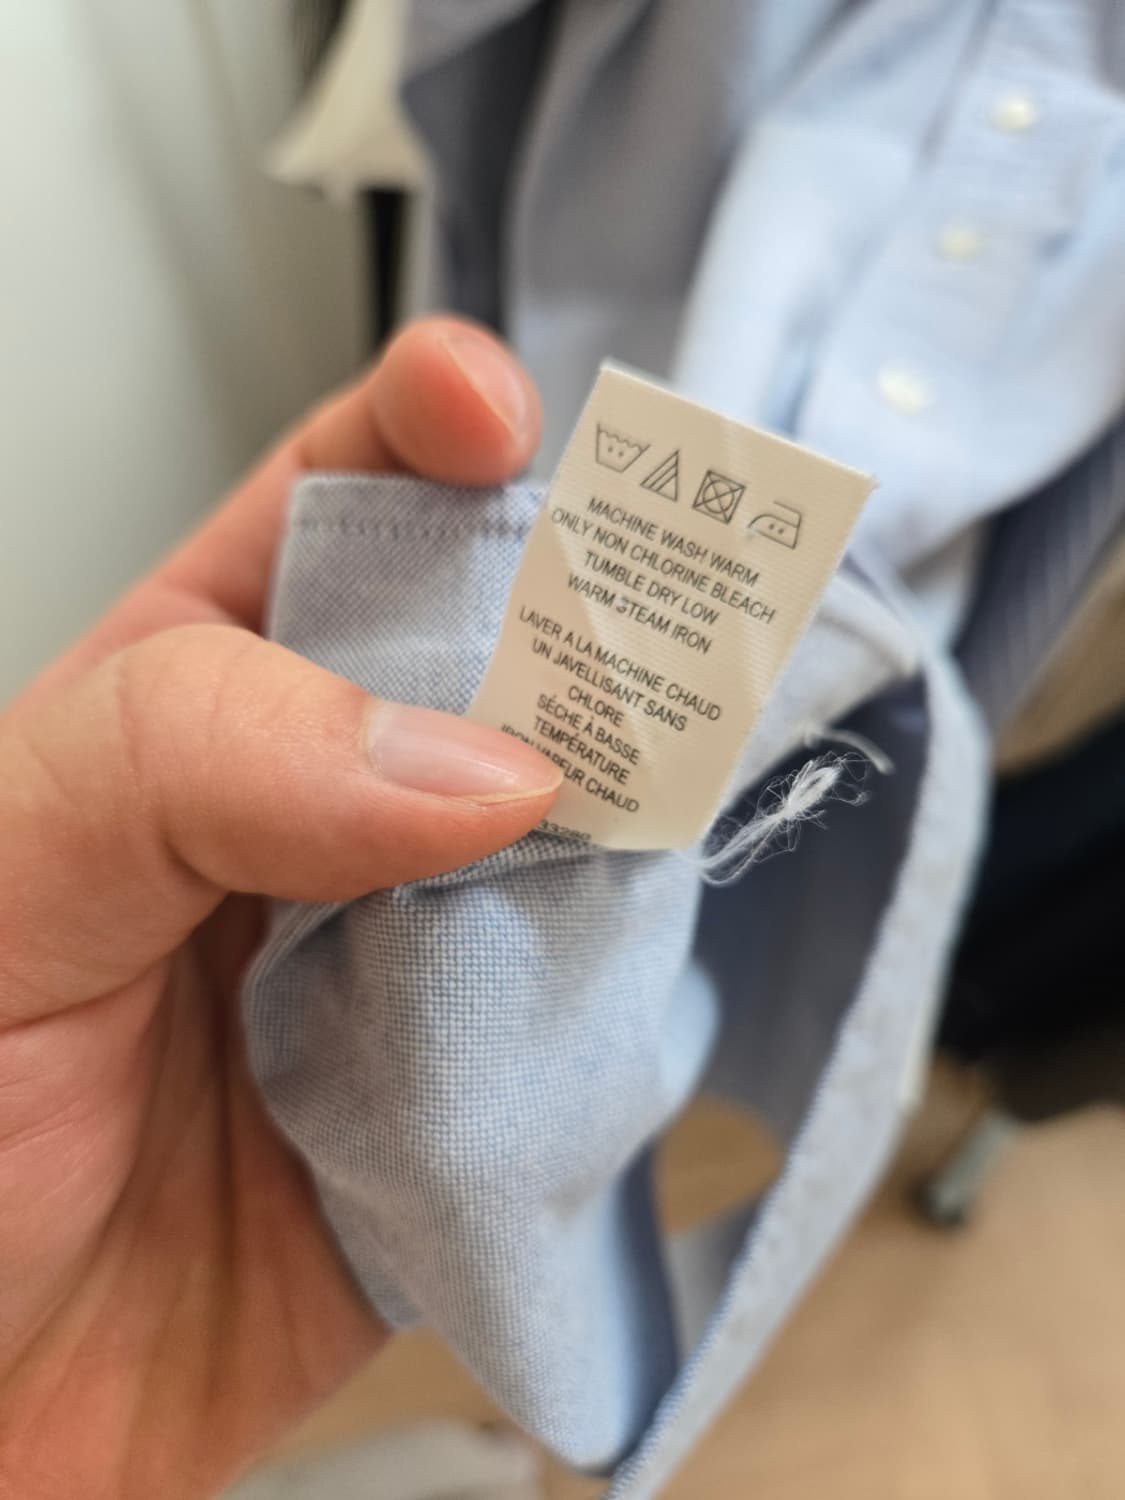 MACHINE WASH WARM
ONLY NON CHLORINE BLEACH
TUMBLE DRY LOW
WARM STEAM IRON
LAVER A LA MACHINE CHAUD
UN JAVELLISANT SANS
CHLORE
SÉCHE À BASSE
TEMPÉRATURE
IRON VAPEUR CHAUD